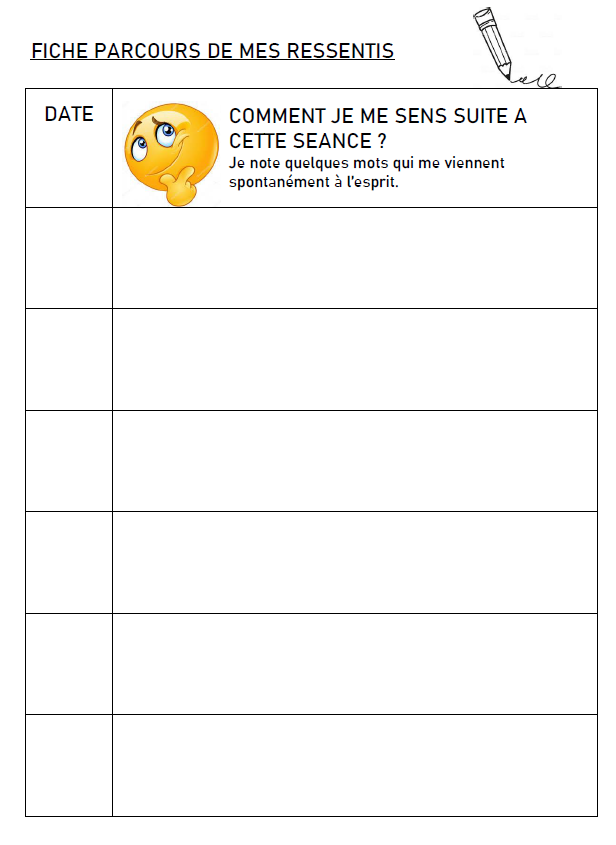 FICHE PARCOURS DE MES RESSENTIS
DATE
COMMENT JE ME SENS SUITE A
CETTE SEANCE ?
Je note quelques mots qui me viennent
spontanément à l'esprit.